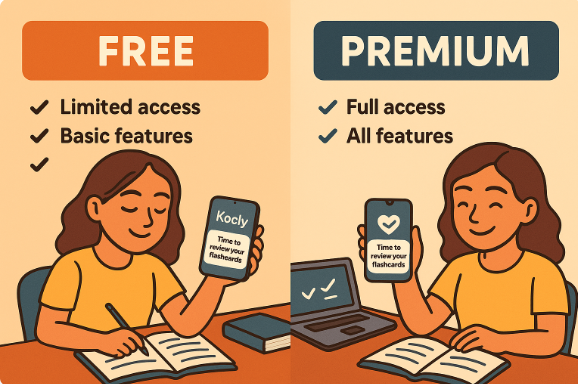 FREE
✓ Limited access
✓ Basic features
✓
Kocly
Time to
review your
flashcards
PREMIUM
✓ Full access
✓ All features
Time to
review your
flashcards